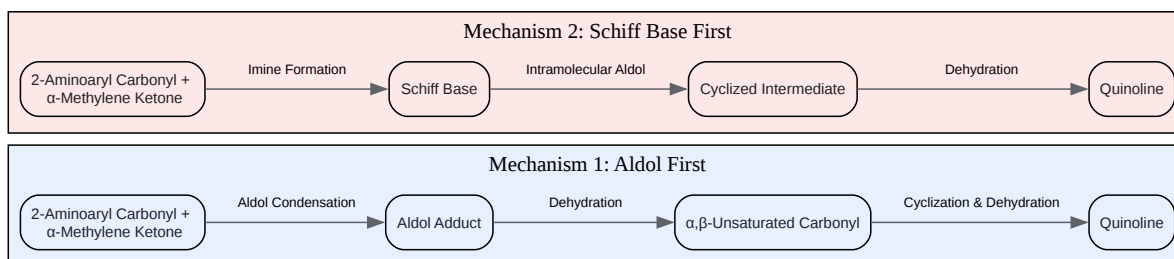 Mechanism 2: Schiff Base First
2-Aminoaryl Carbonyl +
α-Methylene Ketone
Imine Formation
Schiff Base
Intramolecular Aldol
Cyclized Intermediate
Dehydration
Quinoline
Mechanism 1: Aldol First
2-Aminoaryl Carbonyl +
α-Methylene Ketone
Aldol Condensation
Aldol Adduct
Dehydration
α,β-Unsaturated Carbonyl
Cyclization & Dehydration
Quinoline